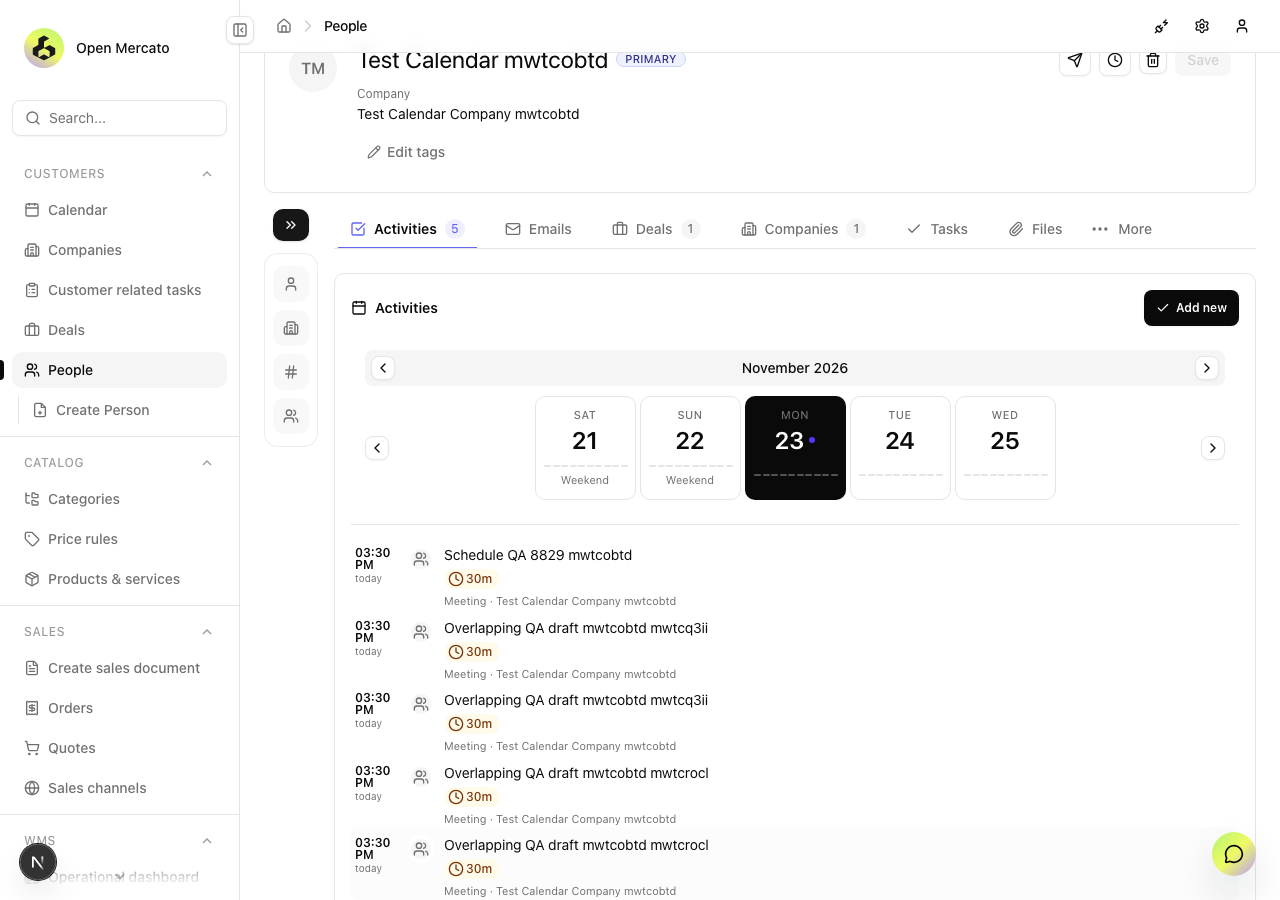 Open Mercato
People
Search...
CUSTOMERS
Calendar
Companies
Customer related tasks
Deals
People
Create Person
CATALOG
Categories
Price rules
Products & services
SALES
Create sales document
Orders
Quotes
Sales channels
WMS
Operational dashboard
N
TM
Test Calendar mwtcobtd
PRIMARY
Save
Company
Test Calendar Company mwtcobtd
Edit tags
Activities 5
Emails
Deals 1
Companies 1
Tasks
Files
More
Activities
Add new
November 2026
SAT
21
Weekend
SUN
22
Weekend
MON
23
TUE
24
WED
25
03:30 PM
today
Schedule QA 8829 mwtcobtd
30m
Meeting · Test Calendar Company mwtcobtd
03:30 PM
today
Overlapping QA draft mwtcobtd mwtcq3ii
30m
Meeting · Test Calendar Company mwtcobtd
03:30 PM
today
Overlapping QA draft mwtcobtd mwtcq3ii
30m
Meeting · Test Calendar Company mwtcobtd
03:30 PM
today
Overlapping QA draft mwtcobtd mwtcrocl
30m
Meeting · Test Calendar Company mwtcobtd
03:30 PM
today
Overlapping QA draft mwtcobtd mwtcrocl
30m
Meeting · Test Calendar Company mwtcobtd